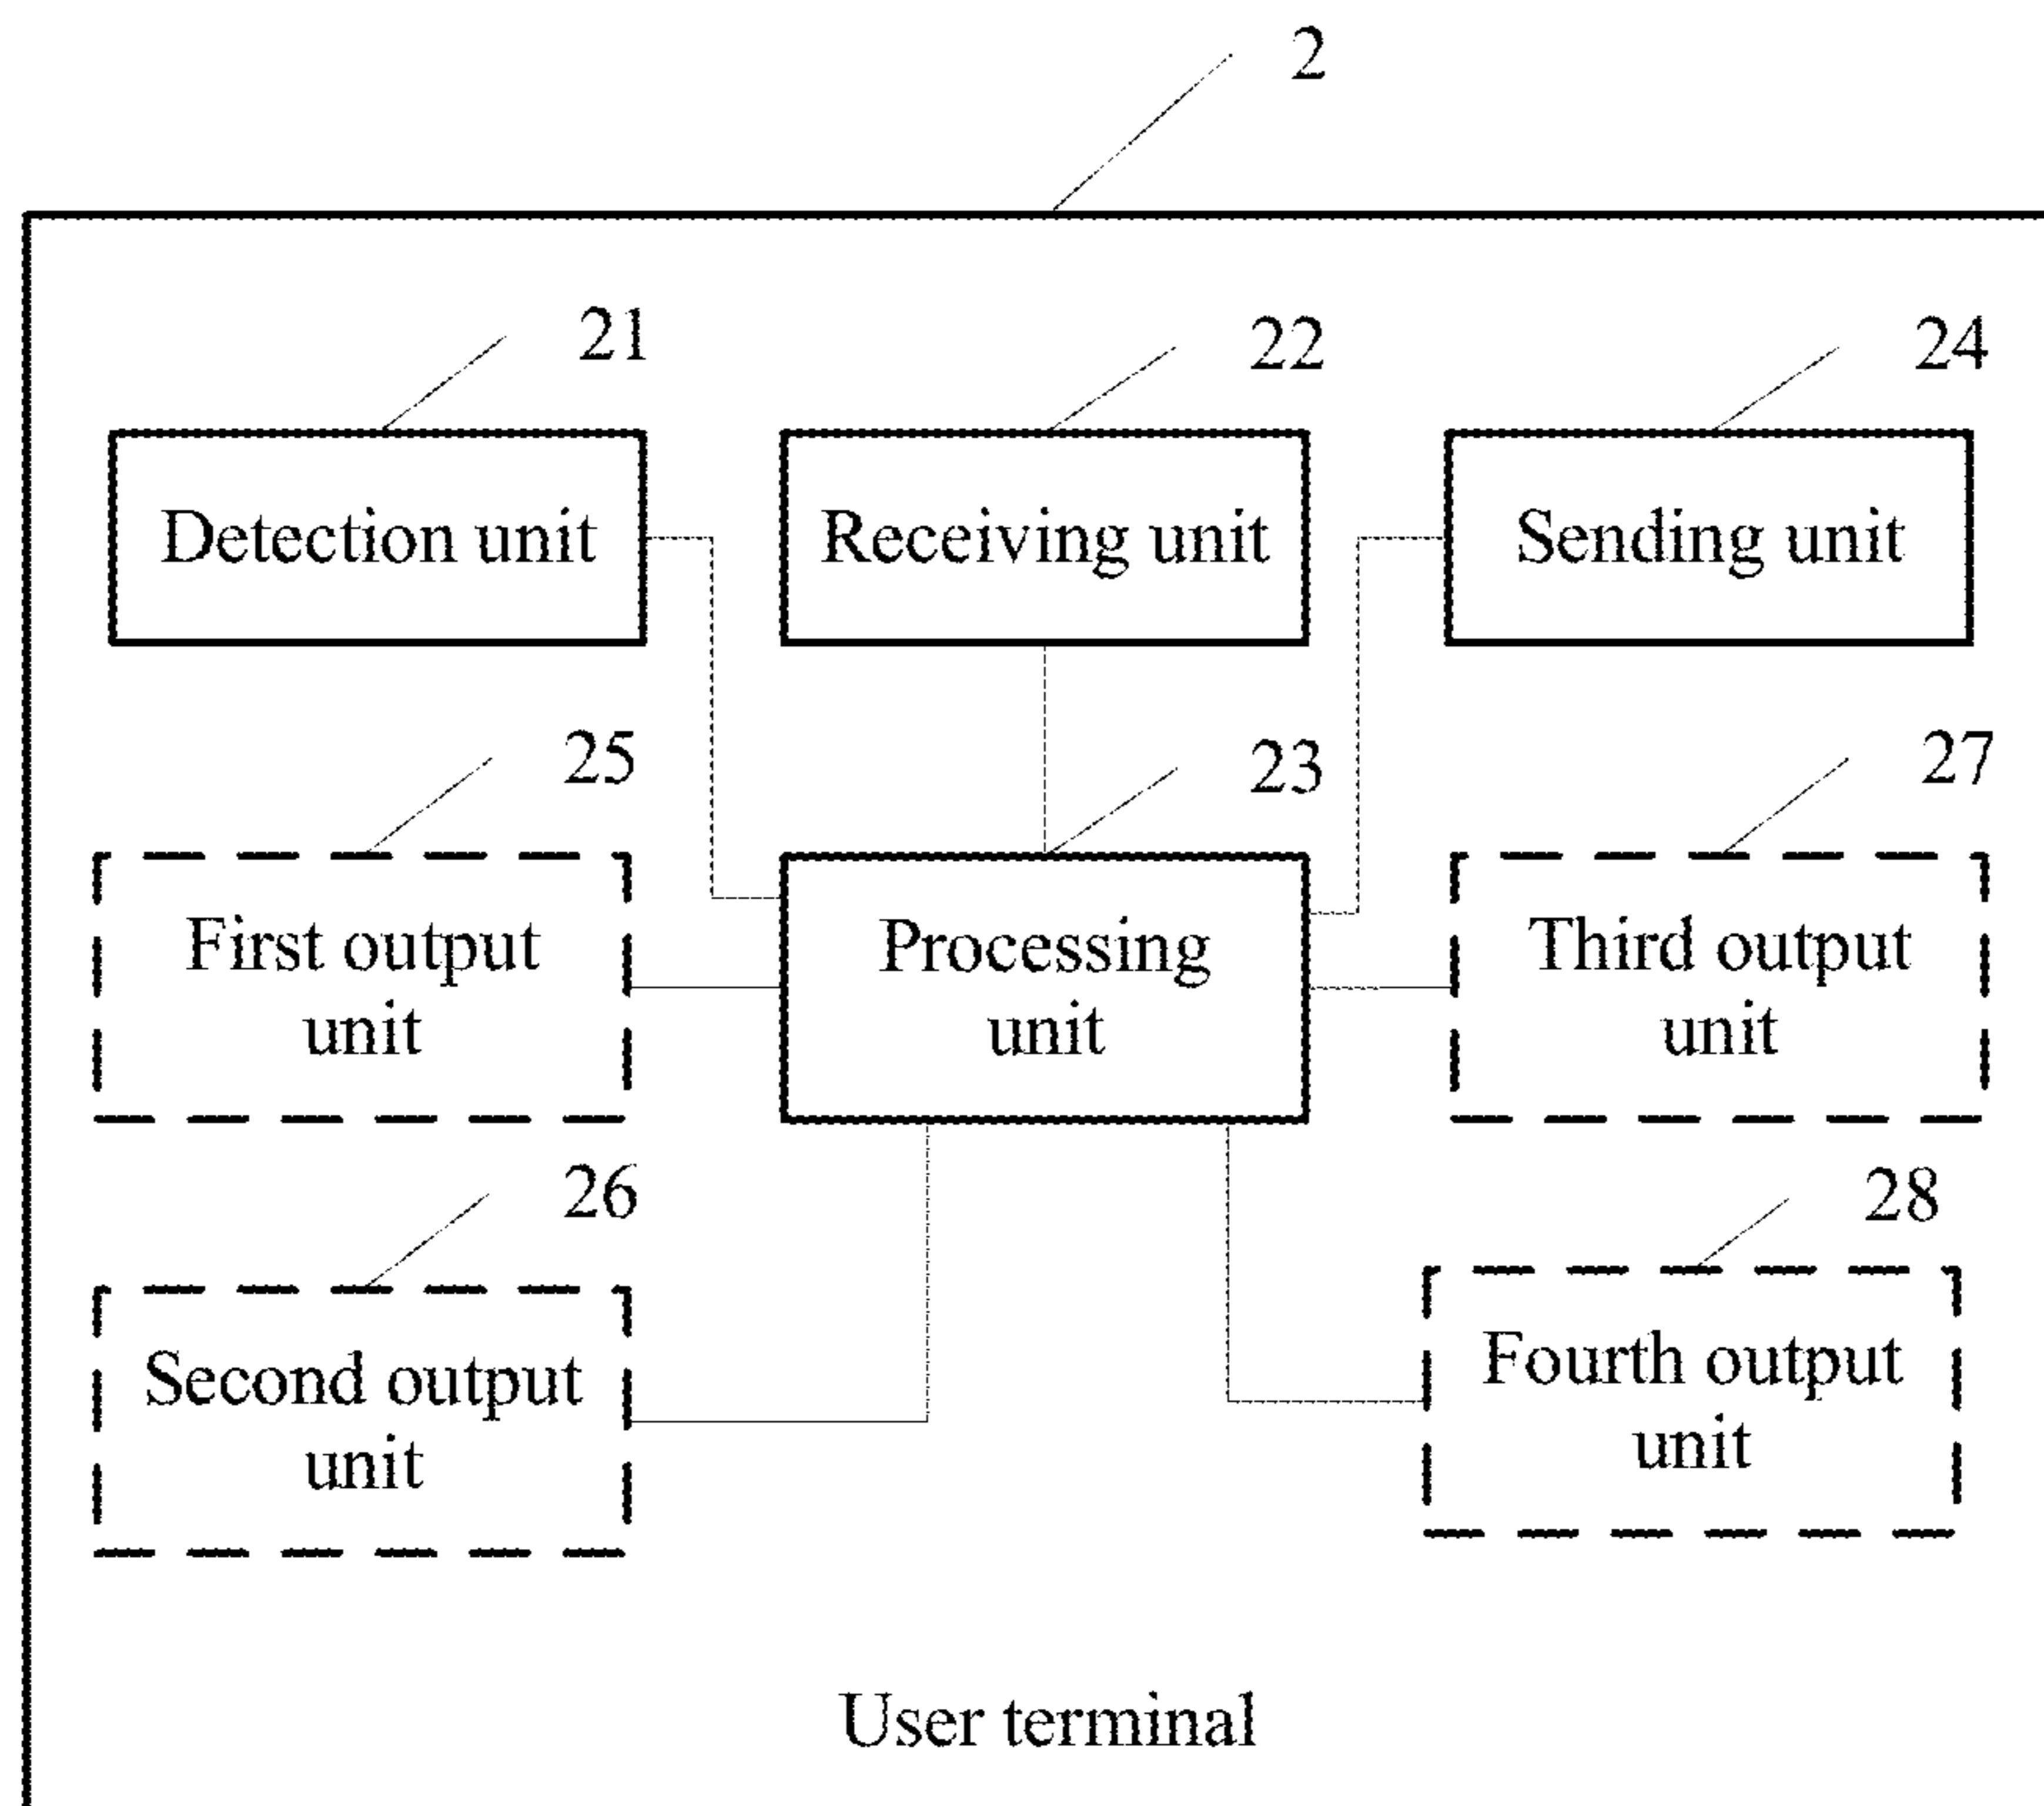 2
21
22
24
Detection unit
Receiving unit
Sending unit
25
23
27
First output
unit
Processing
unit
Third output
unit
26
28
Second output
unit
Fourth output
unit
User terminal